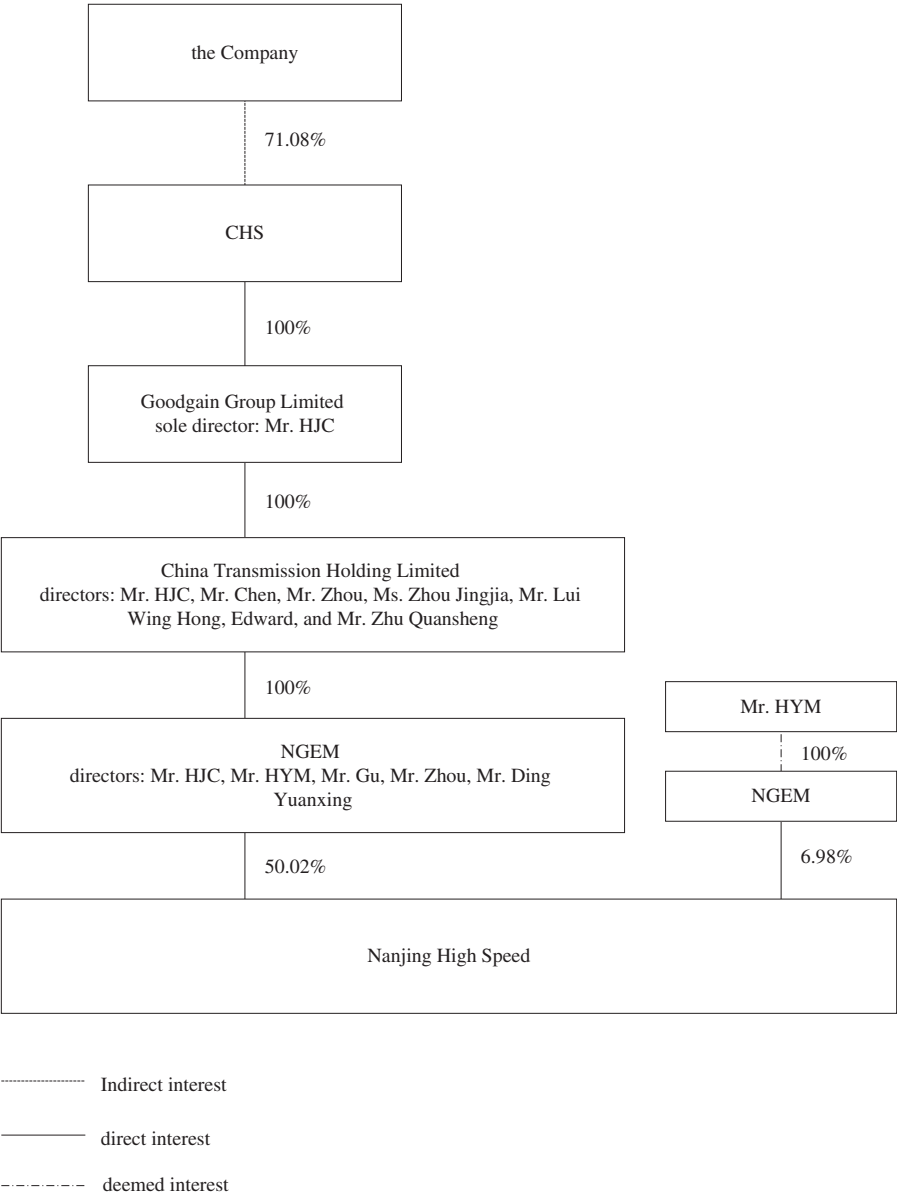 the Company
71.08%
CHS
100%
Goodgain Group Limited
sole director: Mr. HJC
100%
China Transmission Holding Limited
directors: Mr. HJC, Mr. Chen, Mr. Zhou, Ms. Zhou Jingjia, Mr. Lui
Wing Hong, Edward, and Mr. Zhu Quansheng
100%
NGEM
directors: Mr. HJC, Mr. HYM, Mr. Gu, Mr. Zhou, Mr. Ding
Yuanxing
50.02%
Mr. HYM
100%
NGEM
6.98%
Nanjing High Speed
Indirect interest
direct interest
deemed interest